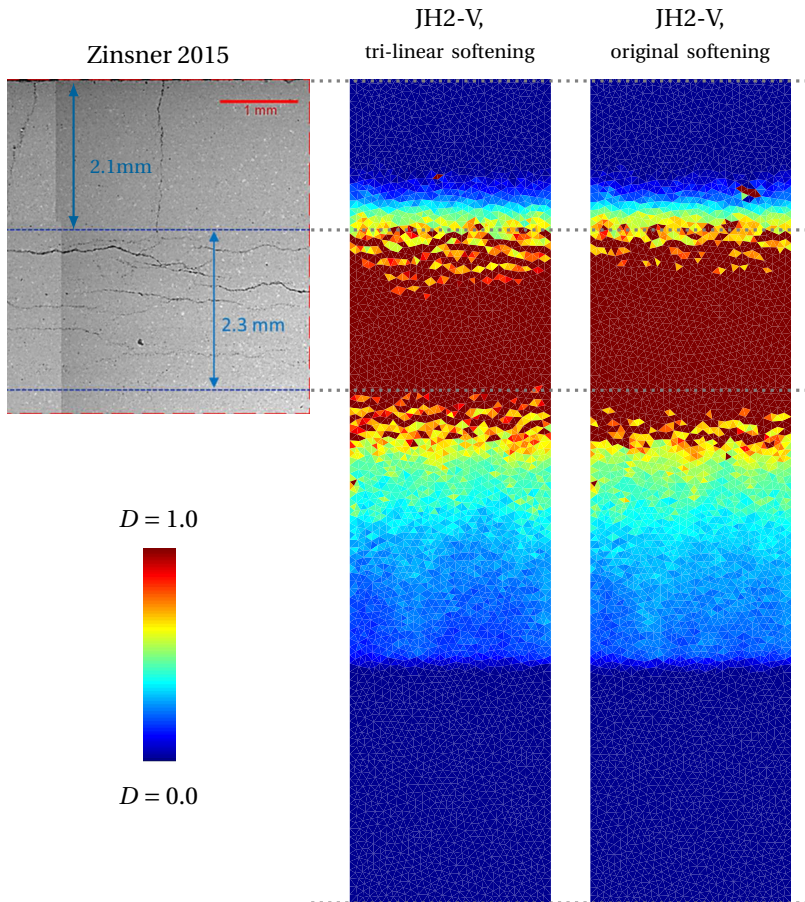 Zinsner 2015
JH2-V,
tri-linear softening
JH2-V,
original softening
1 mm
2.1mm
2.3 mm
D = 1.0
D = 0.0